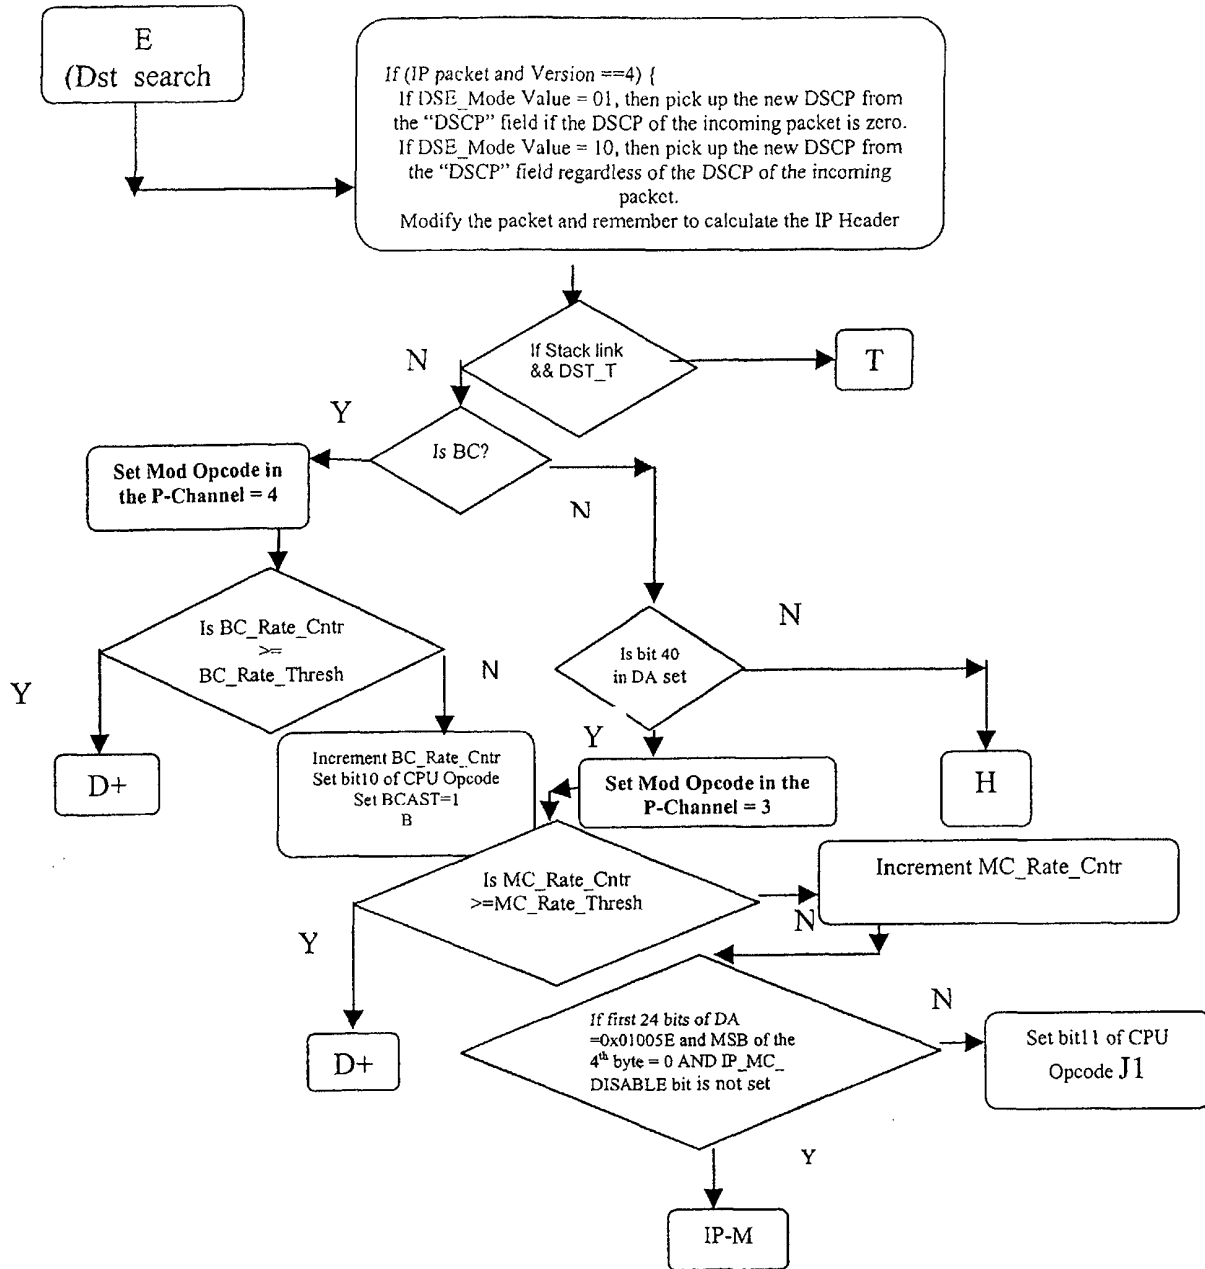 E
(Dst search
If (IP packet and Version ==4) {
If DSE_Mode Value = 01, then pick up the new DSCP from
the “DSCP” field if the DSCP of the incoming packet is zero.
If DSE_Mode Value = 10, then pick up the new DSCP from
the “DSCP” field regardless of the DSCP of the incoming
packet.
Modify the packet and remember to calculate the IP Header
If Stack link
&& DST_T
N
T
Y
Is BC?
Set Mod Opcode in
the P-Channel = 4
N
Is BC_Rate_Cntr
>=
BC_Rate_Thresh
Y
N
Is bit 40
in DA set
N
Y
D+
Increment BC_Rate_Cntr
Set bit10 of CPU Opcode
Set BCAST=1
B
Set Mod Opcode in the
P-Channel = 3
H
Is MC_Rate_Cntr
>=MC_Rate_Thresh
Increment MC_Rate_Cntr
N
Y
D+
If first 24 bits of DA
=0x01005E and MSB of the
4th byte = 0 AND IP_MC_
DISABLE bit is not set
N
Set bit11 of CPU
Opcode J1
Y
IP-M